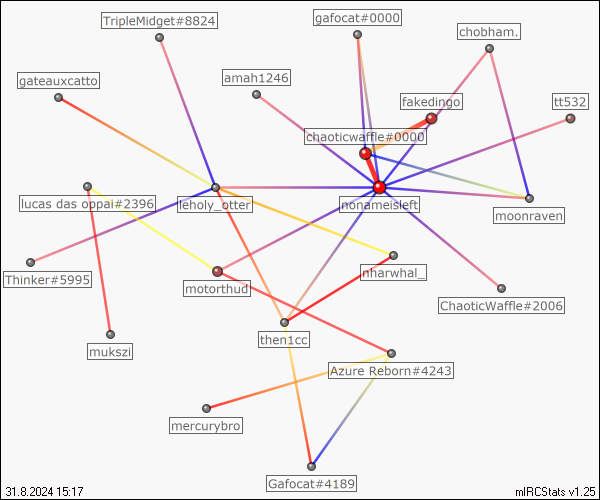 TripleMidget#8824
gafocat#0000
chobham.
gateauxcatto
amah1246
fakedingo
tt532
chaoticwaffle#0000
lucas das oppai#2396
leholy_otter
nonameisleft
moonraven
Thinker#5995
motorthud
nharwhal_
ChaoticWaffle#2006
mukszi
then1cc
Azure Reborn#4243
mercurybro
Gafocat#4189
31.8.2024 15:17
mIRCStats v1.25